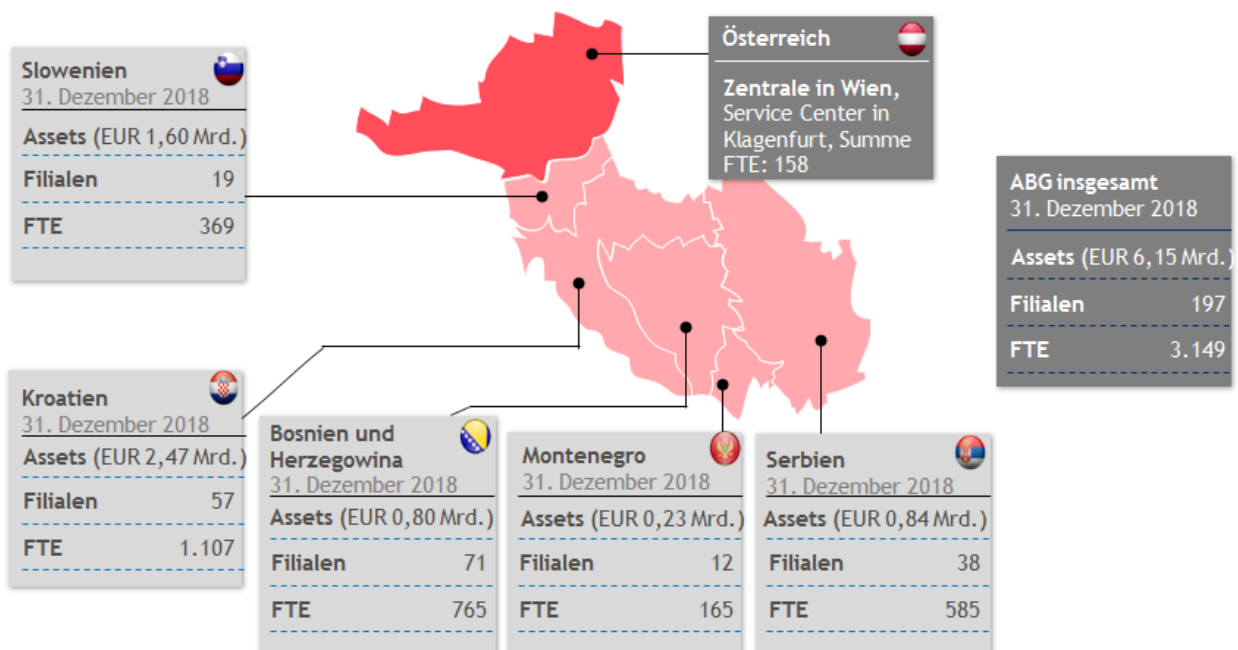 Österreich
Zentrale in Wien,
Service Center in
Klagenfurt, Summe
FTE: 158
Slowenien
31. Dezember 2018
Assets (EUR 1,60 Mrd.)
Filialen 19
FTE 369
ABG insgesamt
31. Dezember 2018
Assets (EUR 6,15 Mrd.)
Filialen 197
FTE 3.149
Kroatien
31. Dezember 2018
Assets (EUR 2,47 Mrd.)
Filialen 57
FTE 1.107
Bosnien und
Herzegowina
31. Dezember 2018
Assets (EUR 0,80 Mrd.)
Filialen 71
FTE 765
Montenegro
31. Dezember 2018
Assets (EUR 0,23 Mrd.)
Filialen 12
FTE 165
Serbien
31. Dezember 2018
Assets (EUR 0,84 Mrd.)
Filialen 38
FTE 585